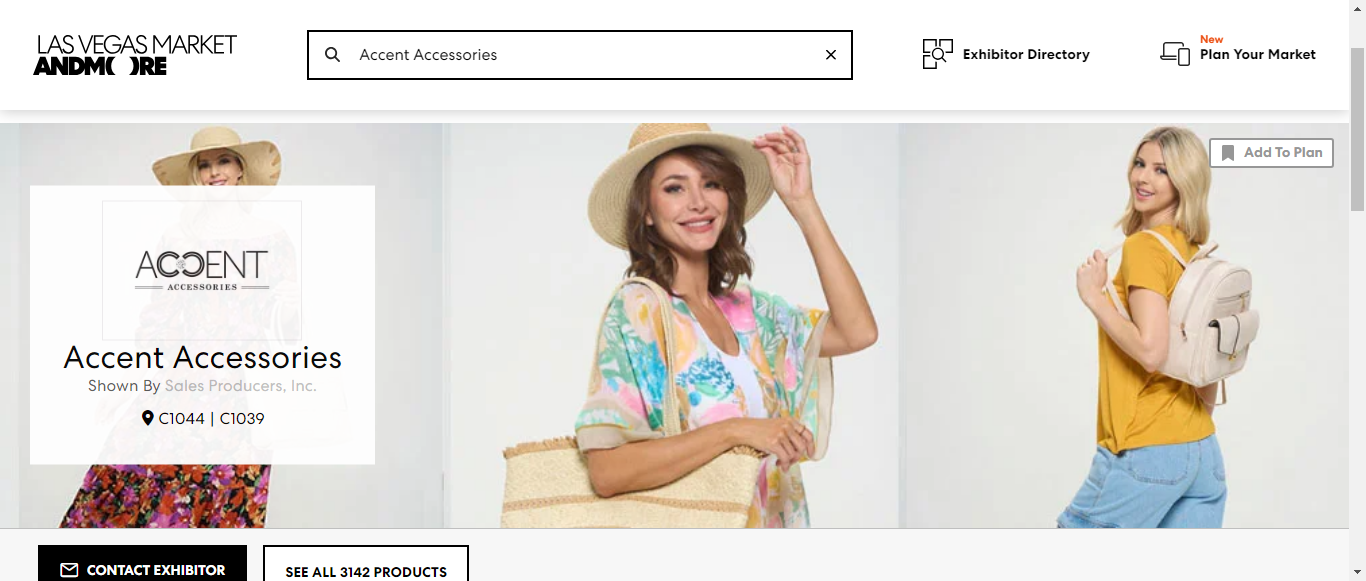 LAS VEGAS MARKET
ANDMORE
Accent Accessories
Exhibitor Directory
New
Plan Your Market
Add To Plan
ACCENT
ACCESSORIES
Accent Accessories
Shown By Sales Producers, Inc.
C1044 | C1039
CONTACT EXHIBITOR
SEE ALL 3142 PRODUCTS